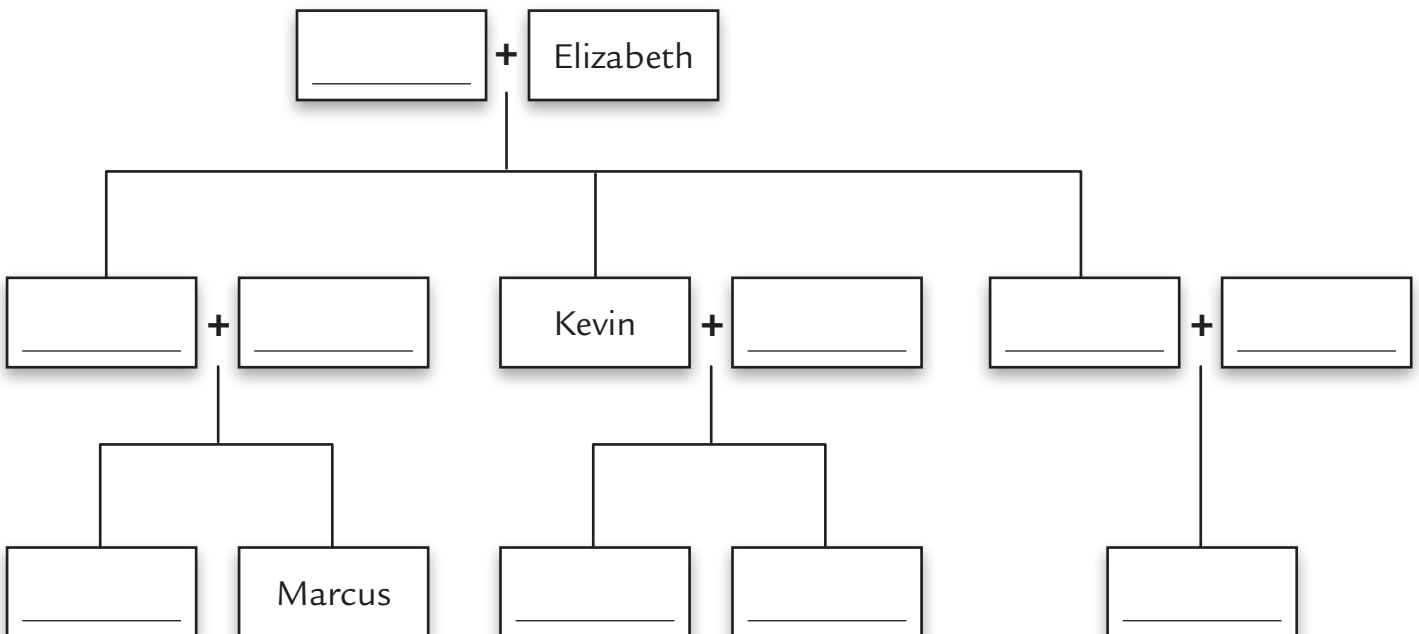 + Elizabeth
+ Kevin + +
Marcus